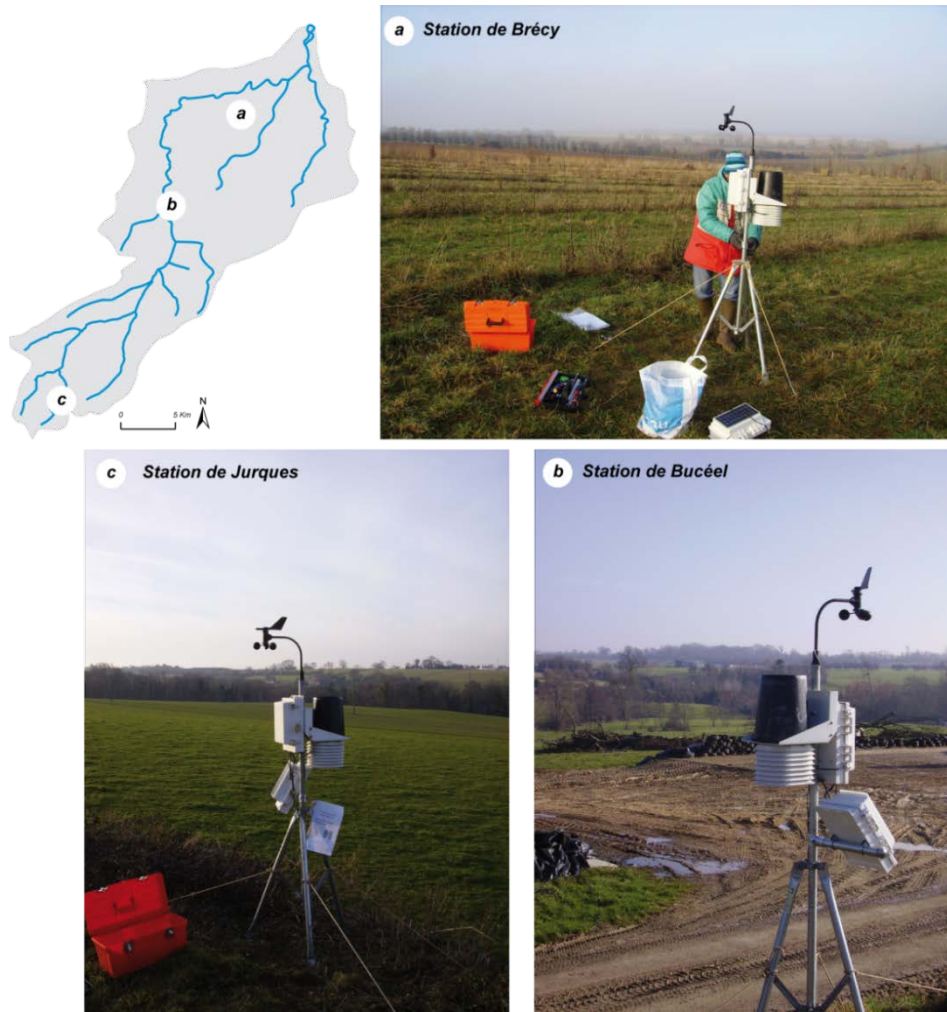 a Station de Brécy
a
b
c
0 5 Km
N
c Station de Jurques
b Station de Bucéel